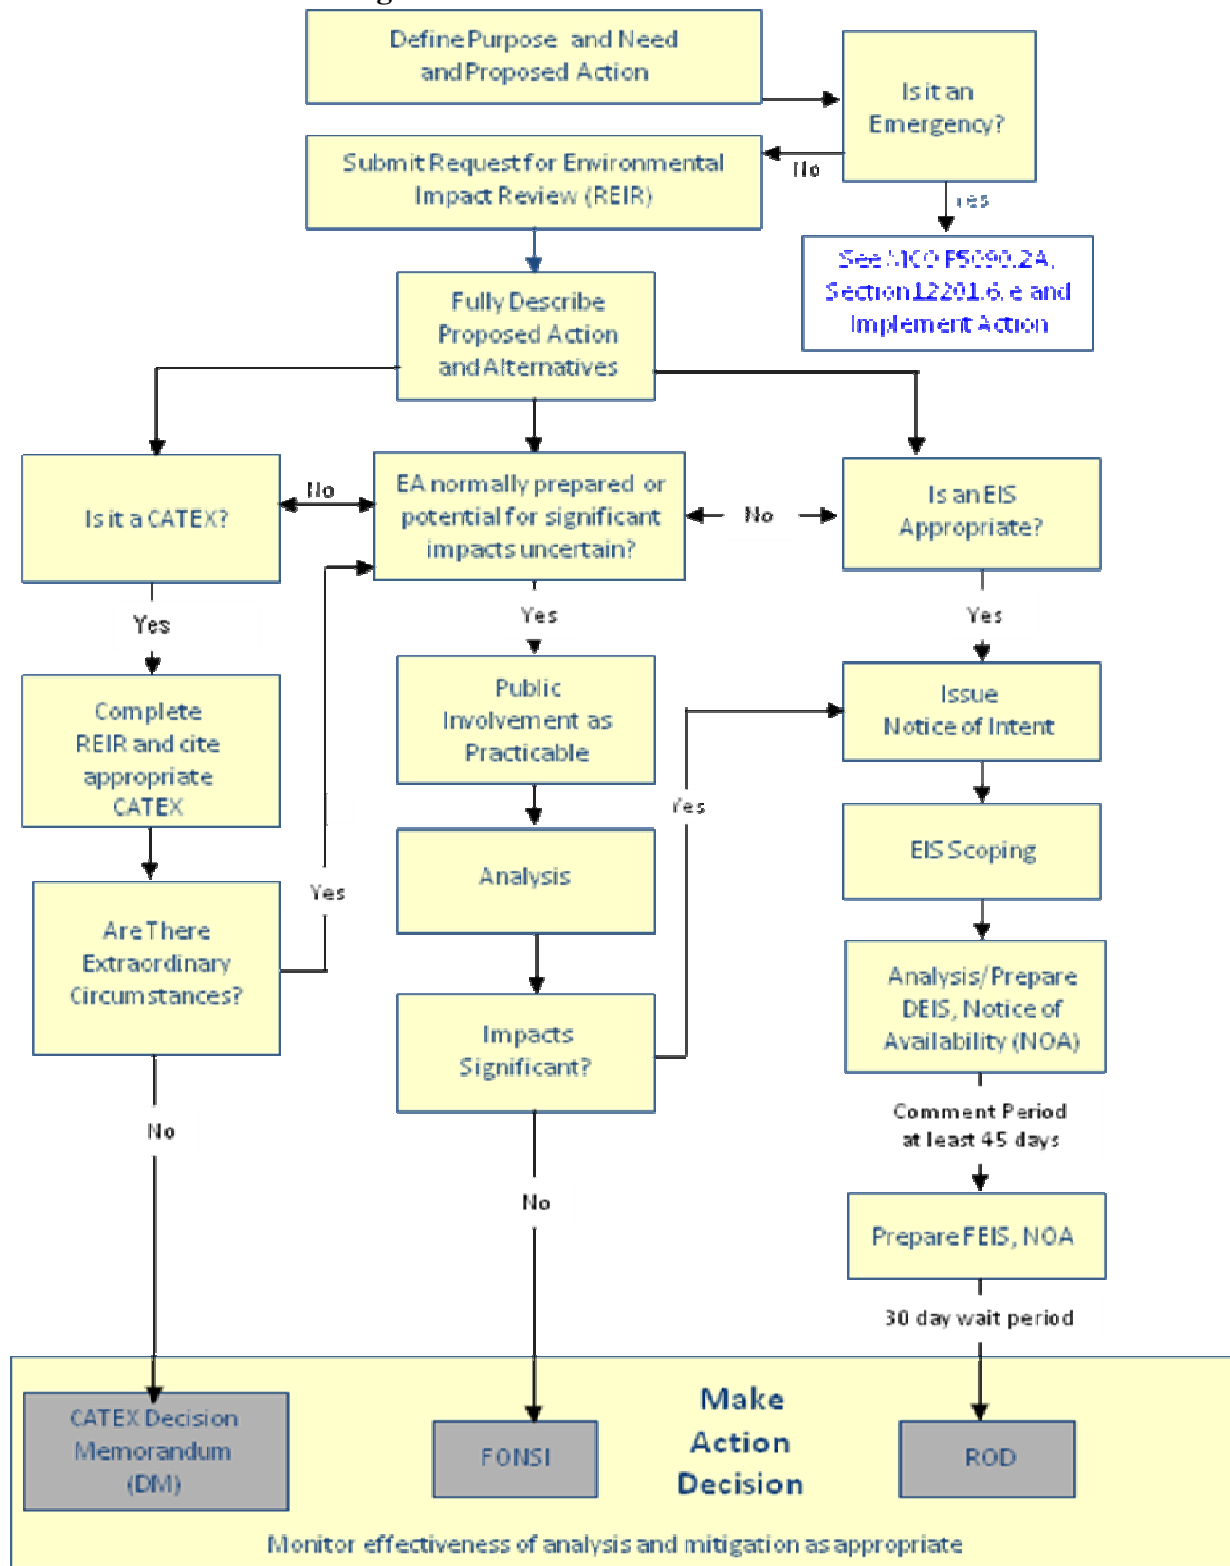 Define Purpose and Need
and Proposed Action
Is it an
Emergency?
Submit Request for Environmental
Impact Review (REIR)
No
Yes
See MCO P5090.2A,
Section 12201.6.e and
Implement Action
Fully Describe
Proposed Action
and Alternatives
Is it a CATEX?
No
EA normally prepared or
potential for significant
impacts uncertain?
No
Is an EIS
Appropriate?
Yes
Yes
Yes
Complete
REIR and cite
appropriate
CATEX
Public
Involvement as
Practicable
Issue
Notice of Intent
Yes
Analysis
EIS Scoping
Yes
Are There
Extraordinary
Circumstances?
Analysis/Prepare
DEIS, Notice of
Availability (NOA)
Impacts
Significant?
No
Comment Period
at least 45 days
No
Prepare FEIS, NOA
30 day wait period
CATEX Decision
Memorandum
(DM)
FONSI
Make
Action
Decision
ROD
Monitor effectiveness of analysis and mitigation as appropriate